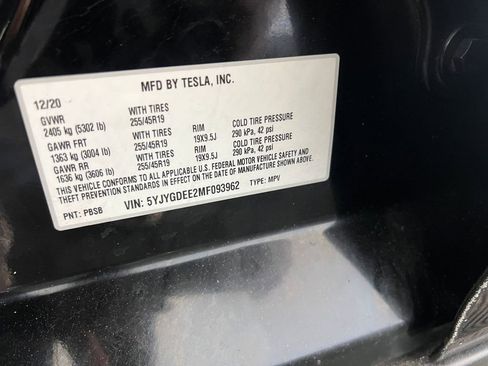 MFD BY TESLA, INC.
12/20
GVWR WITH TIRES
2405 kg (5302 lb) 255/45R19 RIM COLD TIRE PRESSURE
GAWR FRT WITH TIRES 19X9.5J 290 kPa, 42 psi
1363 kg (3004 lb) 255/45R19 RIM COLD TIRE PRESSURE
GAWR RR WITH TIRES 19X9.5J 290 kPa, 42 psi
1636 kg (3606 lb) 255/45R19
THIS VEHICLE CONFORMS TO ALL APPLICABLE U.S. FEDERAL MOTOR VEHICLE SAFETY AND
THEFT PREVENTION STANDARDS IN EFFECT ON THE DATE OF MANUFACTURE SHOWN ABOVE.
PNT: PBSB VIN: 5YJYGDEE2MF093962 TYPE: MPV